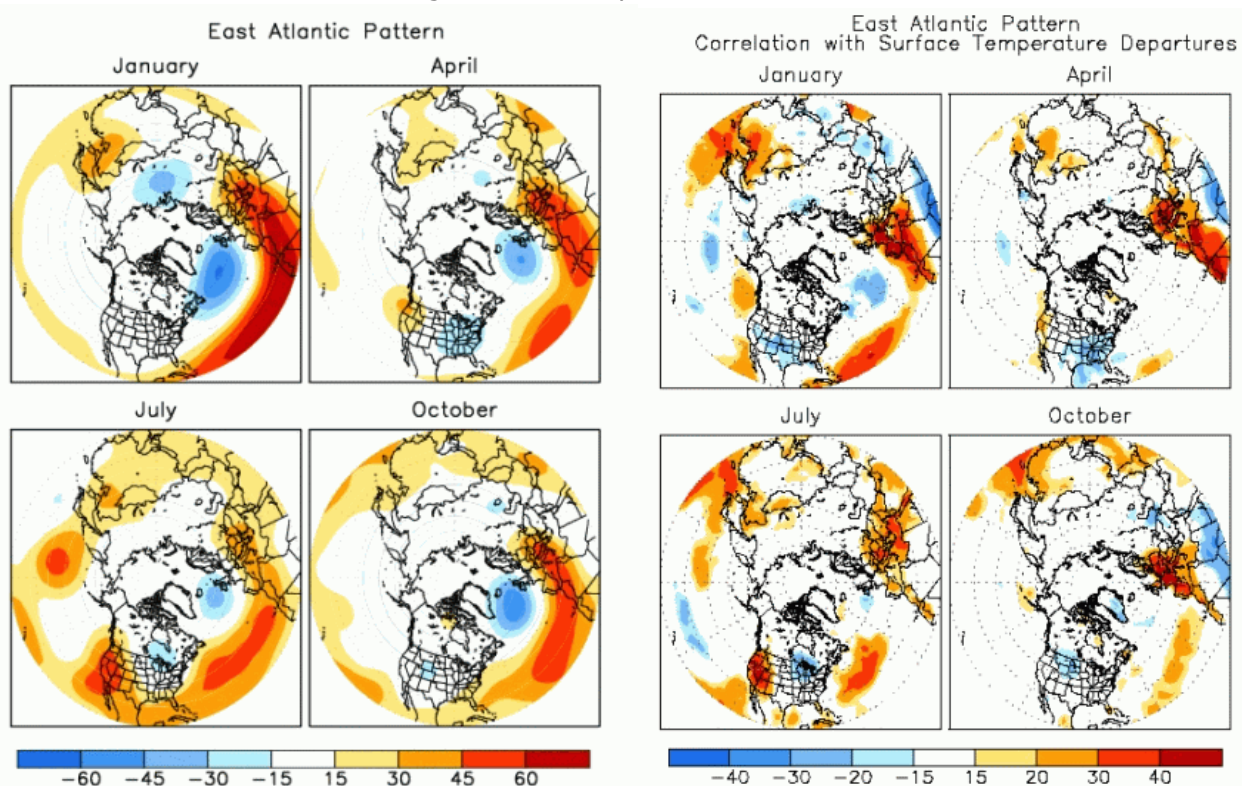 East Atlantic Pattern
January
April
July
October
-60 -45 -30 -15 15 30 45 60
East Atlantic Pattern
Correlation with Surface Temperature Departures
January
April
July
October
-40 -30 -20 -15 15 20 30 40